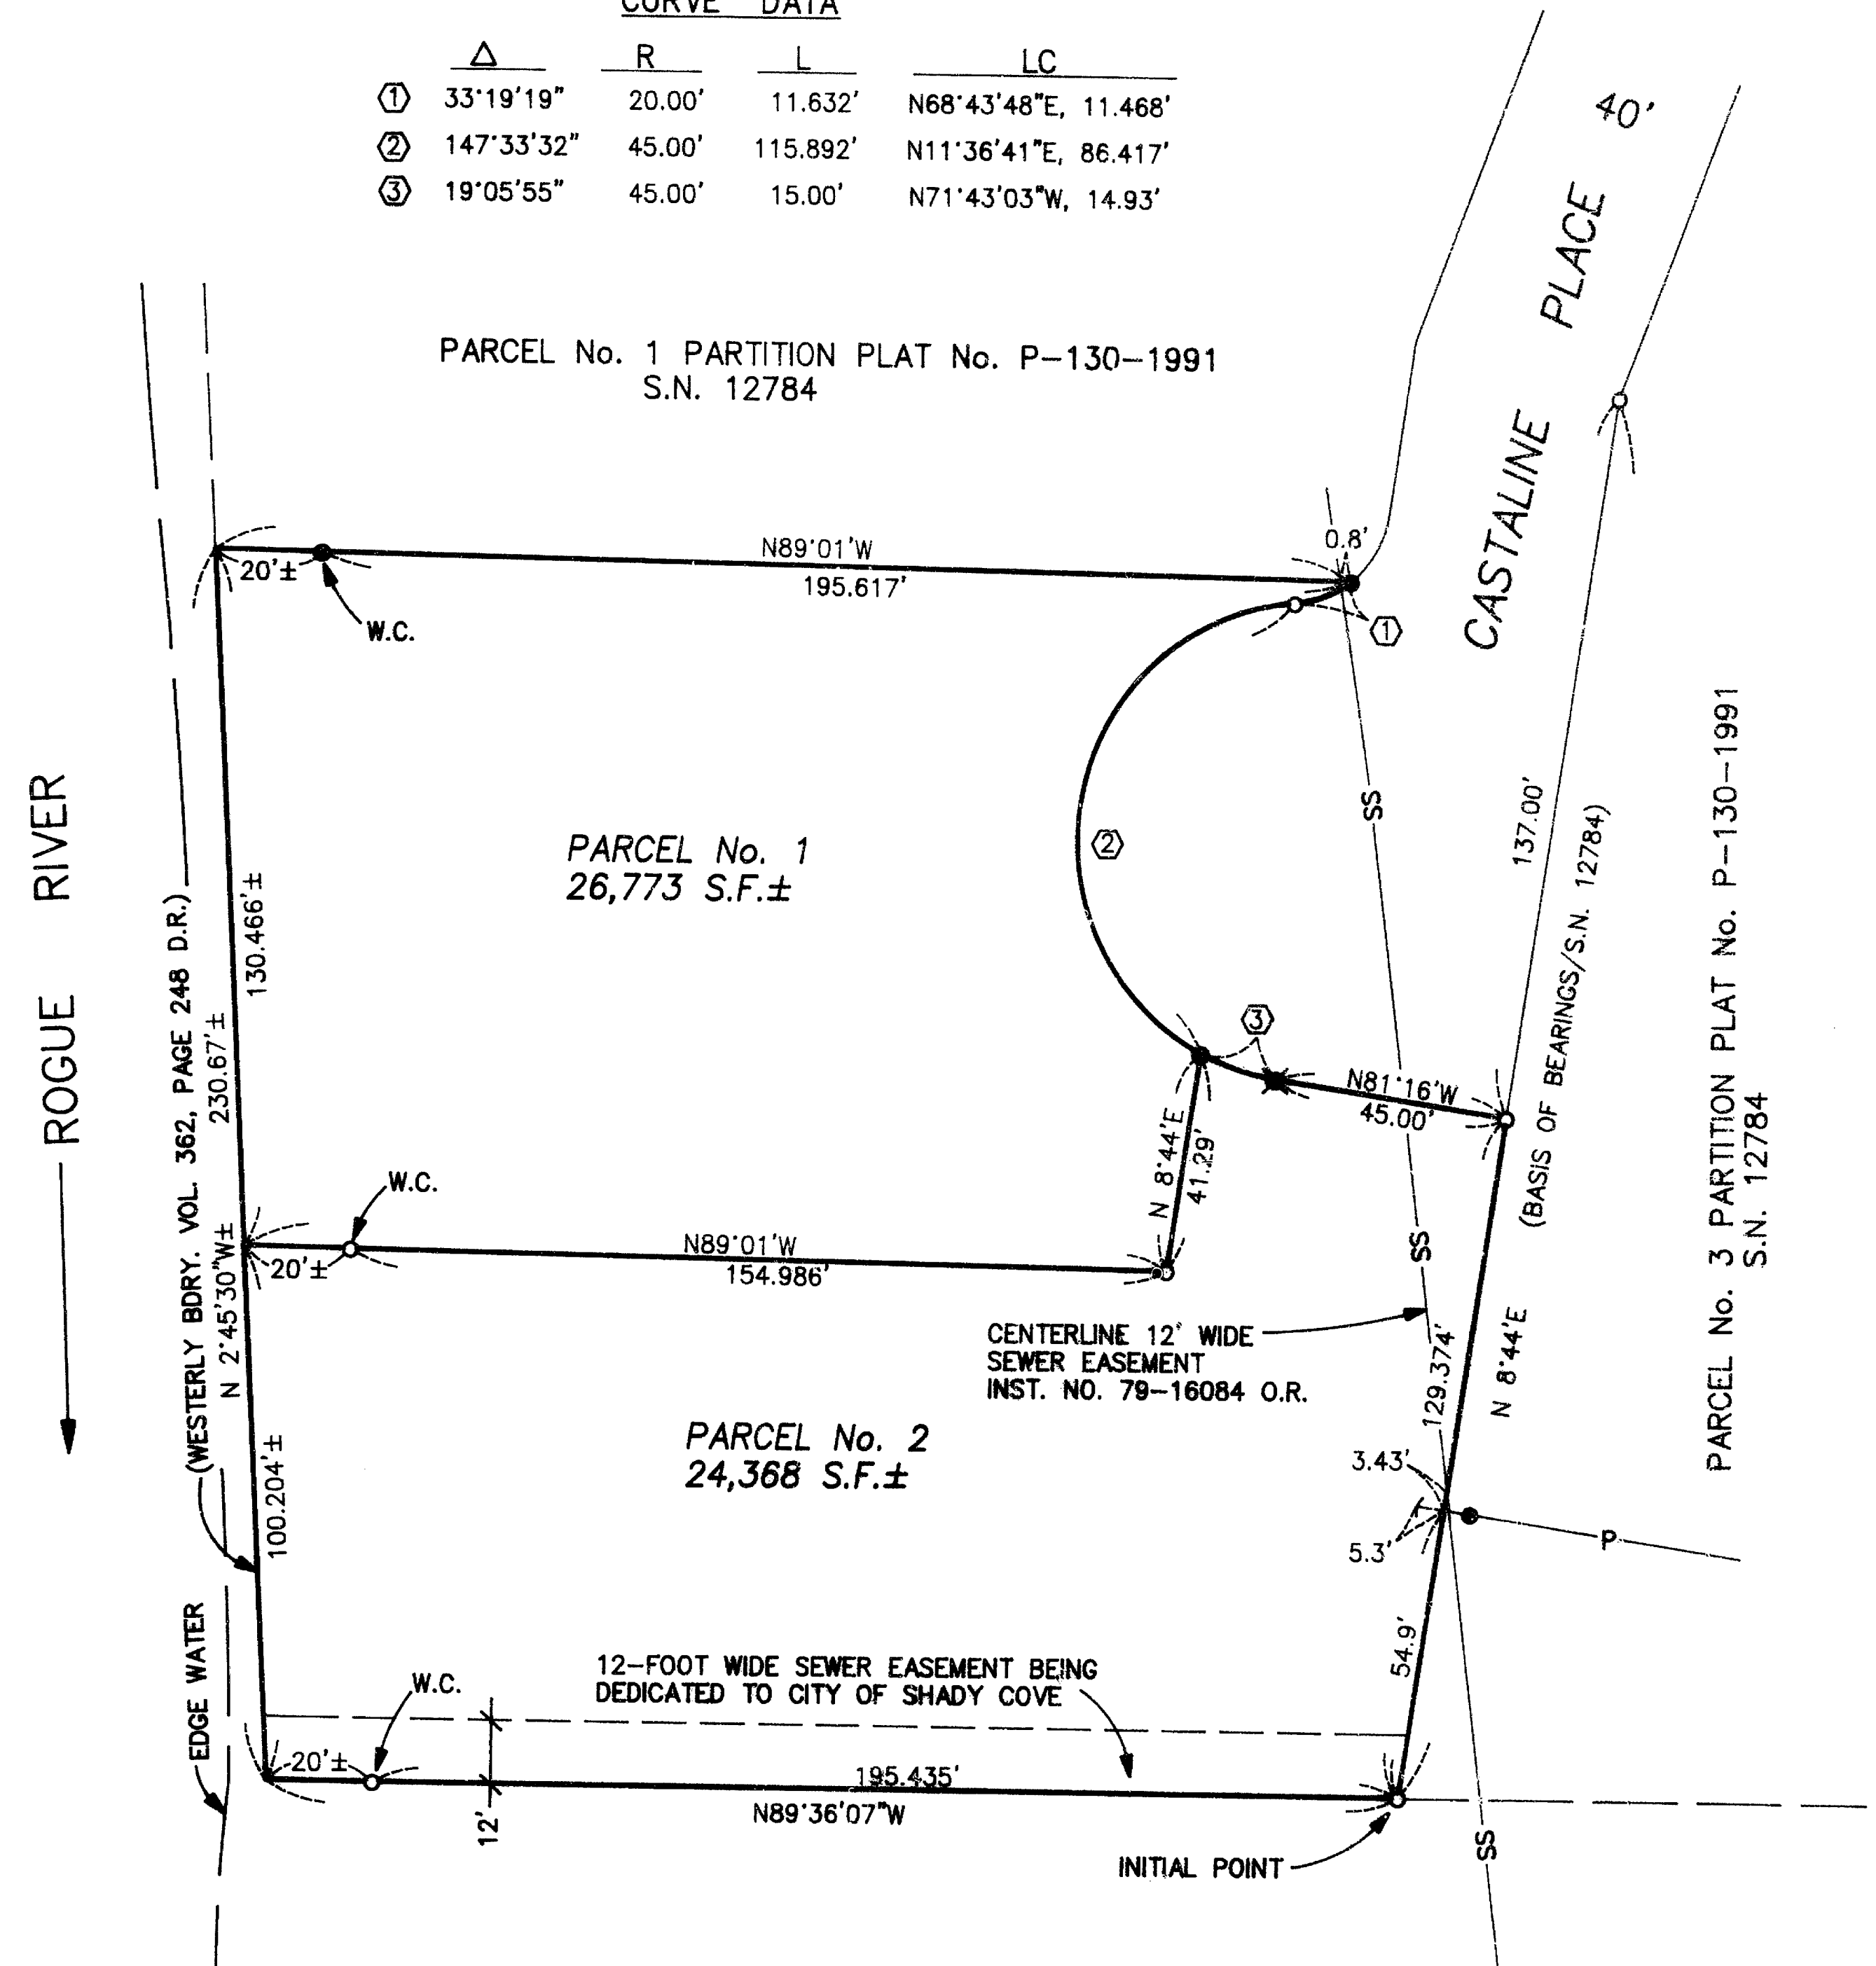 CURVE DATA
Δ R L LC
1 33°19'19" 20.00' 11.632' N68°43'48"E, 11.468'
2 147°33'32" 45.00' 115.892' N11°36'41"E, 86.417'
3 19°05'55" 45.00' 15.00' N71°43'03"W, 14.93'
40'
CASTALINE PLACE
PARCEL No. 1 PARTITION PLAT No. P-130-1991
S.N. 12784
0.8'
N89°01'W
195.617'
20'±
W.C.
1
SS
2
137.00'
(BASIS OF BEARINGS/S.N. 12784)
PARCEL No. 3 PARTITION PLAT No. P-130-1991
S.N. 12784
ROGUE RIVER
PARCEL No. 1
26,773 S.F.±
130.466'±
230.67'±
(WESTERLY BDRY. VOL. 362, PAGE 248 D.R.)
N 2°45'30"W±
3
N81°16'W
45.00'
N 8°44'E
41.29'
W.C.
20'±
N89°01'W
154.986'
SS
CENTERLINE 12' WIDE
SEWER EASEMENT
INST. NO. 79-16084 O.R.
129.374'
N 8°44'E
PARCEL No. 2
24,368 S.F.±
100.204'±
3.43'
5.3'
P
54.9'
EDGE WATER
12-FOOT WIDE SEWER EASEMENT BEING
DEDICATED TO CITY OF SHADY COVE
W.C.
20'±
195.435'
N89°36'07"W
12'
INITIAL POINT
SS